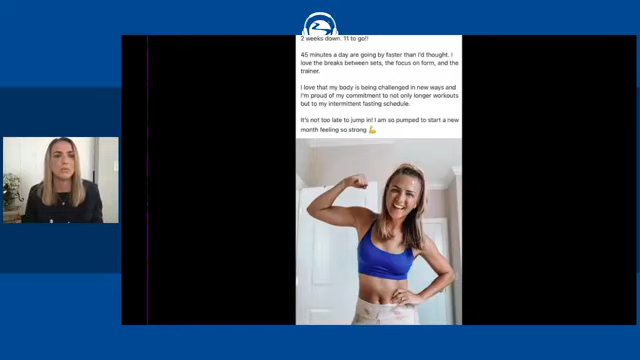 2 weeks down. 11 to go!!
45 minutes a day are going by faster than I'd thought. I
love the breaks between sets, the focus on form, and the
trainer.
I love that my body is being challenged in new ways and
I'm proud of my commitment to not only longer workouts
but to my intermittent fasting schedule.
It's not too late to jump in! I am so pumped to start a new
month feeling so strong 💪